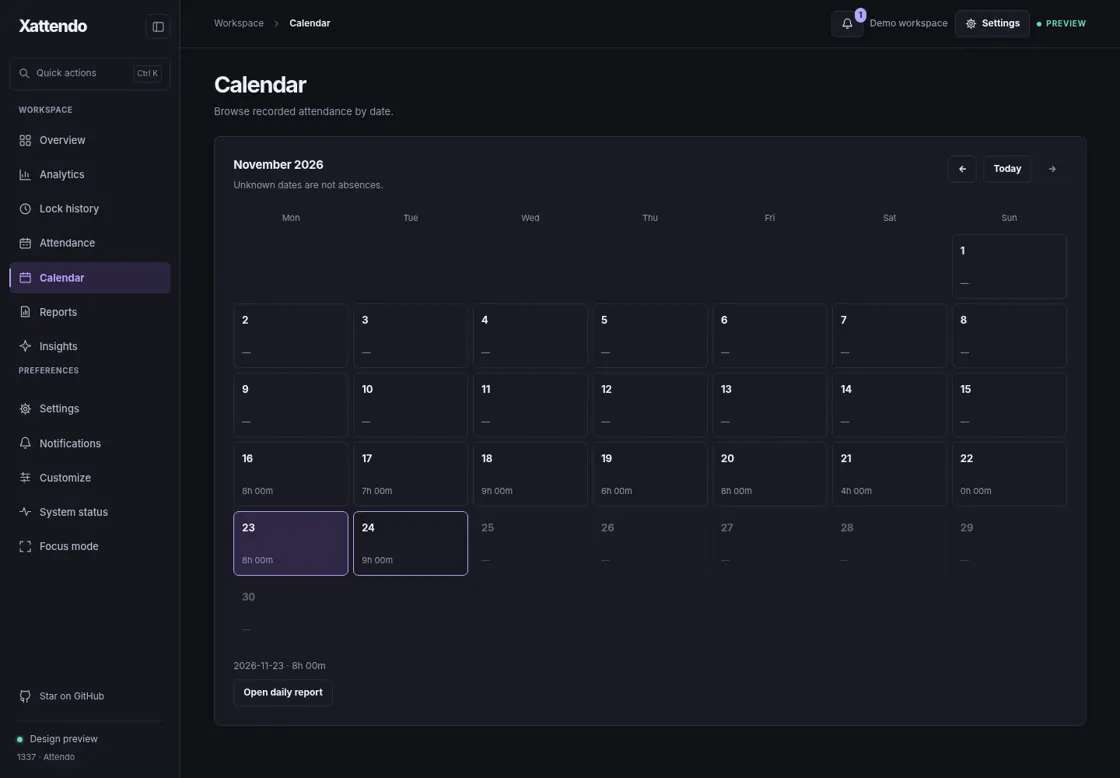 Xattendo
Workspace > Calendar
1
Demo workspace
Settings
PREVIEW
Quick actions
Ctrl K
WORKSPACE
Overview
Analytics
Lock history
Attendance
Calendar
Reports
Insights
PREFERENCES
Settings
Notifications
Customize
System status
Focus mode
Star on GitHub
Design preview
1337 · Attendo
Calendar
Browse recorded attendance by date.
November 2026
Unknown dates are not absences.
← Today →
Mon Tue Wed Thu Fri Sat Sun
1
—
2 3 4 5 6 7 8
— — — — — — —
9 10 11 12 13 14 15
— — — — — — —
16 17 18 19 20 21 22
8h 00m 7h 00m 9h 00m 6h 00m 8h 00m 4h 00m 0h 00m
23 24 25 26 27 28 29
8h 00m 9h 00m — — — — —
30
—
2026-11-23 · 8h 00m
Open daily report